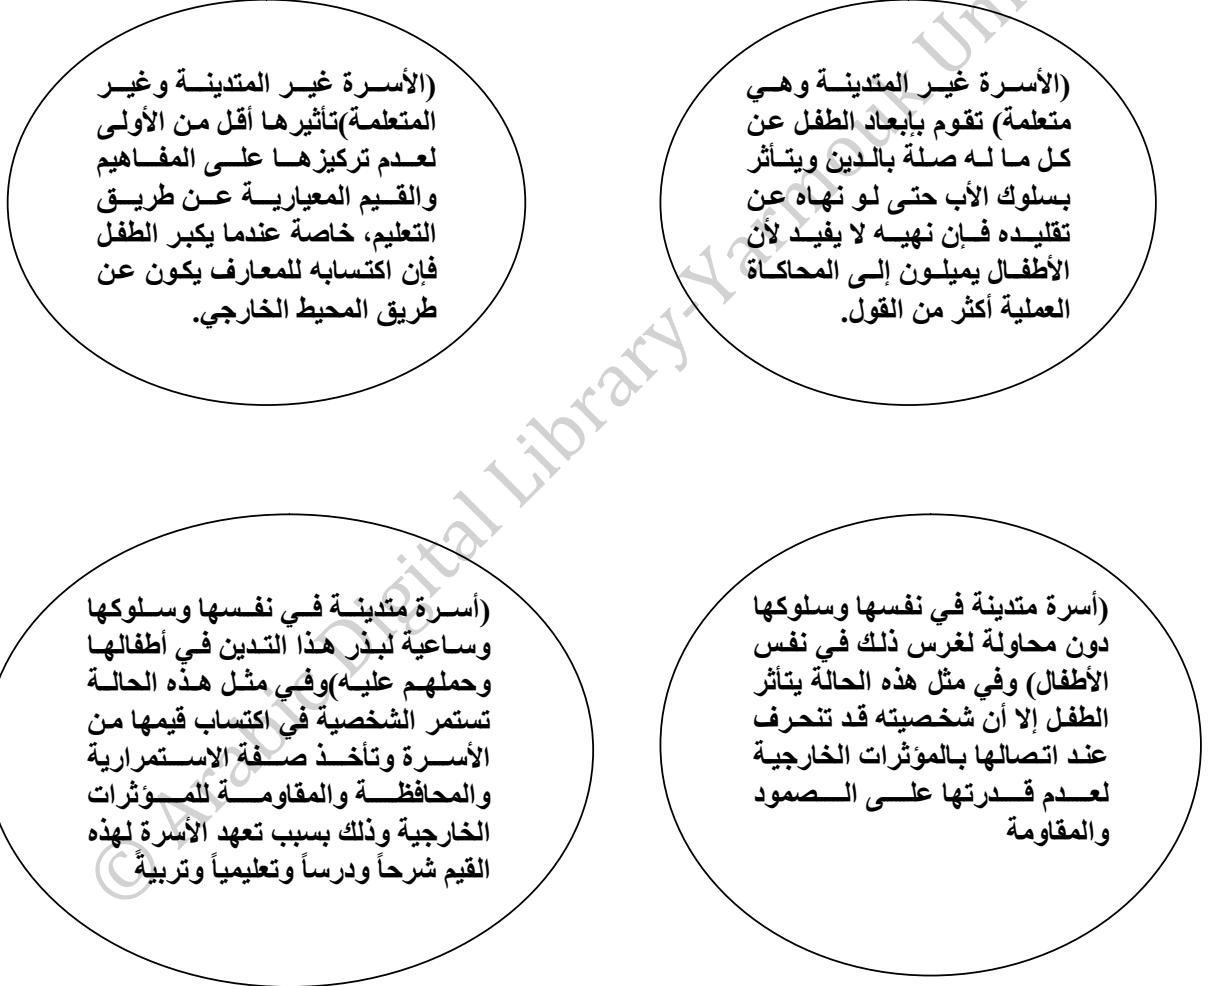 (الأسرة غير المتدينة وهي
متعلمة) تقوم بإبعاد الطفل عن
كل ما له صلة بالدين ويتأثر
بسلوك الأب حتى لو نهاه عن
تقليده فإن نهيه لا يفيد لأن
الأطفال يميلون إلى المحاكاة
العملية أكثر من القول.
(الأسرة غير المتدينة وغير
المتعلمة)تأثيرها أقل من الأولى
لعدم تركيزها على المفاهيم
والقيم المعيارية عن طريق
التعليم، خاصة عندما يكبر الطفل
فإن اكتسابه للمعارف يكون عن
طريق المحيط الخارجي.
(أسرة متدينة في نفسها وسلوكها
دون محاولة لغرس ذلك في نفس
الأطفال) وفي مثل هذه الحالة يتأثر
الطفل إلا أن شخصيته قد تنحرف
عند اتصالها بالمؤثرات الخارجية
لعدم قدرتها على الصمود
والمقاومة
(أسرة متدينة في نفسها وسلوكها
وساعية لبذر هذا التدين في أطفالها
وحملهم عليه)وفي مثل هذه الحالة
تستمر الشخصية في اكتساب قيمها من
الأسرة وتأخذ صفة الاستمرارية
والمحافظة والمقاومة للمؤثرات
الخارجية وذلك بسبب تعهد الأسرة لهذه
القيم شرحاً ودرساً وتعليمياً وتربيةً
© Arabic Digital Library-Yarmouk